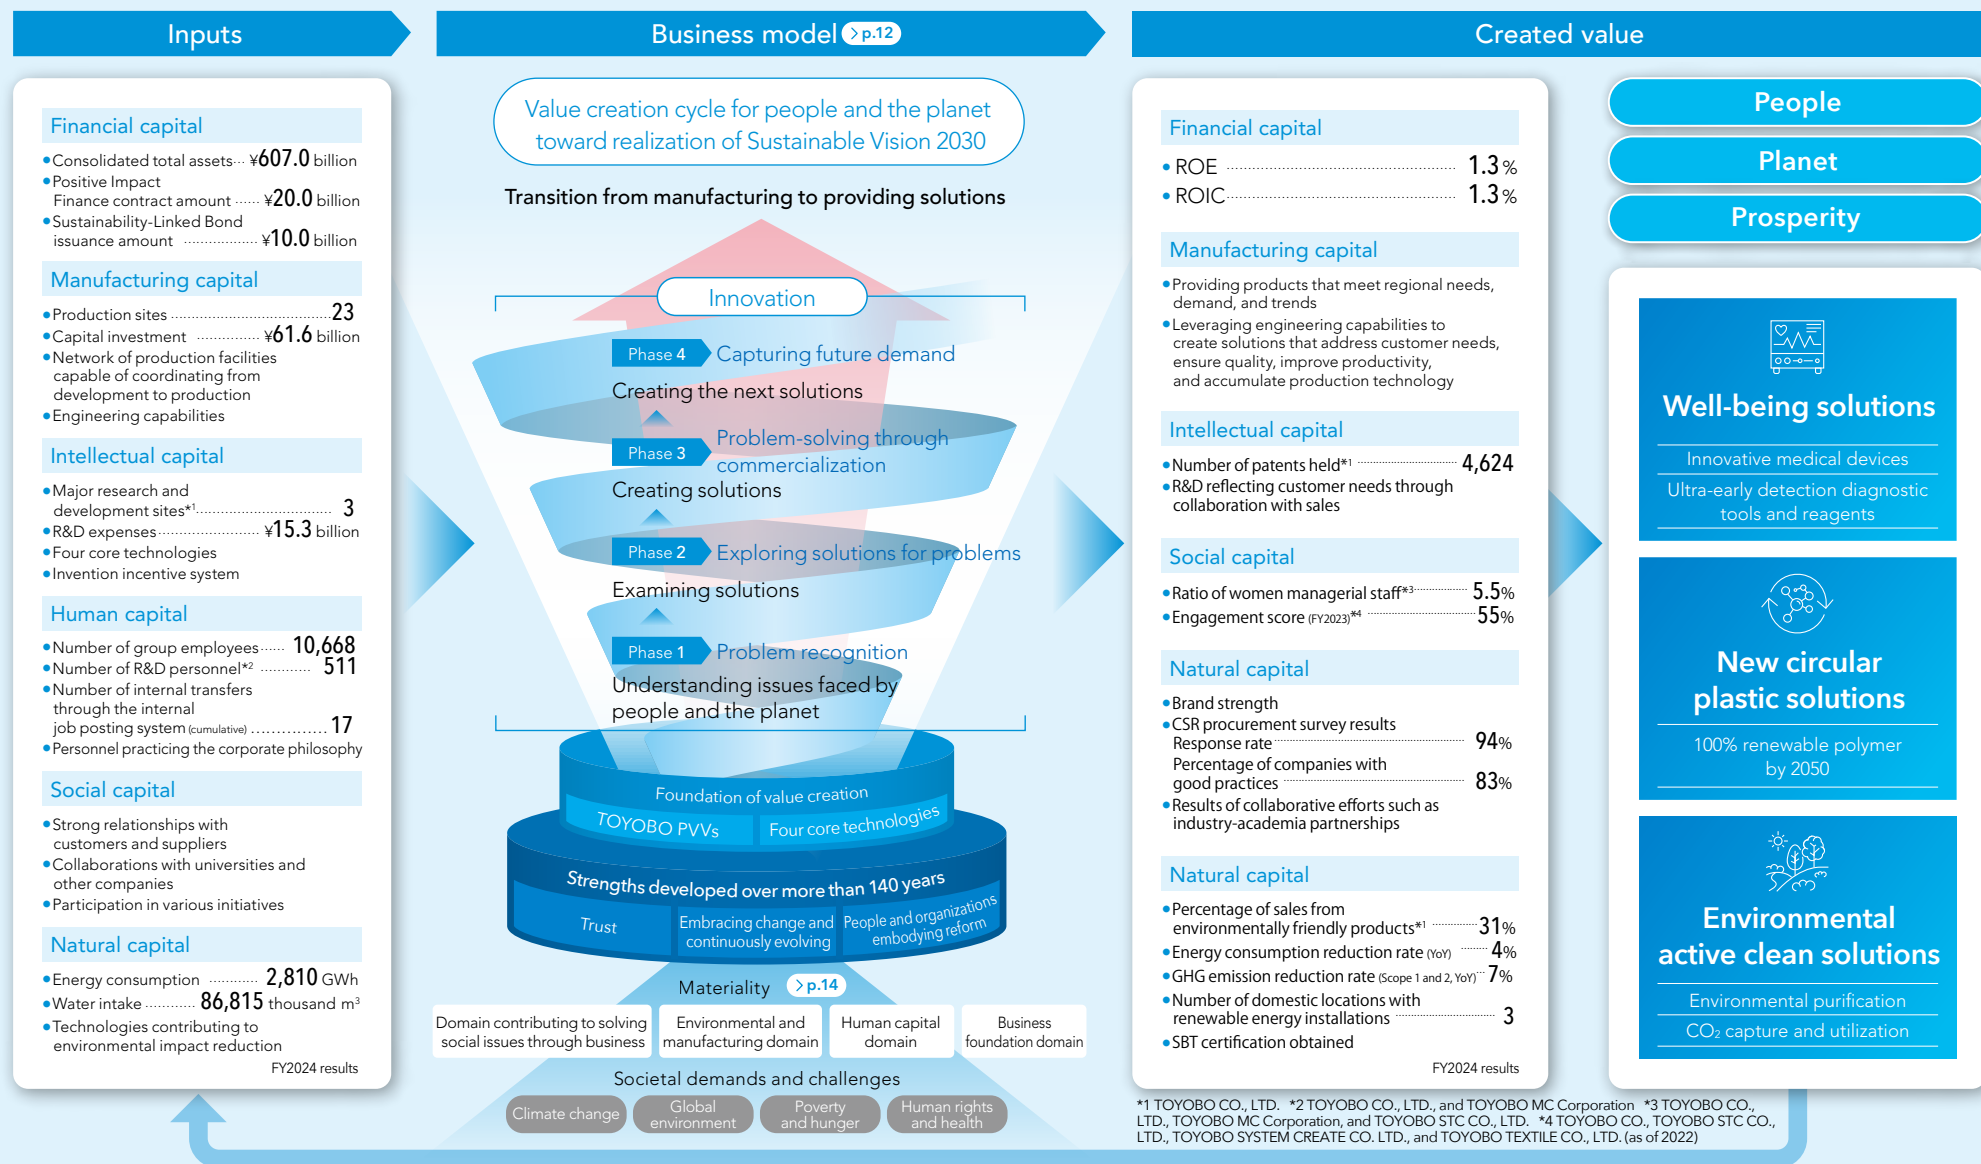 Inputs
Business model > p.12
Created value
Financial capital
•Consolidated total assets… ¥607.0 billion
•Positive Impact
Finance contract amount …… ¥20.0 billion
•Sustainability-Linked Bond
issuance amount …… ¥10.0 billion
Manufacturing capital
•Production sites …… 23
•Capital investment …… ¥61.6 billion
•Network of production facilities
capable of coordinating from
development to production
•Engineering capabilities
Intellectual capital
•Major research and
development sites*1…… 3
•R&D expenses…… ¥15.3 billion
•Four core technologies
•Invention incentive system
Human capital
•Number of group employees…… 10,668
•Number of R&D personnel*2 …… 511
•Number of internal transfers
through the internal
job posting system (cumulative) …… 17
•Personnel practicing the corporate philosophy
Social capital
•Strong relationships with
customers and suppliers
•Collaborations with universities and
other companies
•Participation in various initiatives
Natural capital
•Energy consumption …… 2,810 GWh
•Water intake …… 86,815 thousand m3
•Technologies contributing to
environmental impact reduction
FY2024 results
Value creation cycle for people and the planet
toward realization of Sustainable Vision 2030
Transition from manufacturing to providing solutions
Innovation
Phase 4 Capturing future demand
Creating the next solutions
Phase 3 Problem-solving through
commercialization
Creating solutions
Phase 2 Exploring solutions for problems
Examining solutions
Phase 1 Problem recognition
Understanding issues faced by
people and the planet
Foundation of value creation
TOYOBO PVVs
Four core technologies
Strengths developed over more than 140 years
Trust
Embracing change and
continuously evolving
People and organizations
embodying reform
Materiality > p.14
Domain contributing to solving
social issues through business
Environmental and
manufacturing domain
Human capital
domain
Business
foundation domain
Societal demands and challenges
Climate change
Global
environment
Poverty
and hunger
Human rights
and health
Financial capital
• ROE …… 1.3 %
• ROIC…… 1.3 %
Manufacturing capital
•Providing products that meet regional needs,
demand, and trends
•Leveraging engineering capabilities to
create solutions that address customer needs,
ensure quality, improve productivity,
and accumulate production technology
Intellectual capital
•Number of patents held*1 …… 4,624
•R&D reflecting customer needs through
collaboration with sales
Social capital
•Ratio of women managerial staff*3…… 5.5%
•Engagement score (FY2023)*4 …… 55%
Natural capital
•Brand strength
•CSR procurement survey results
Response rate…… 94%
Percentage of companies with
good practices …… 83%
•Results of collaborative efforts such as
industry-academia partnerships
Natural capital
•Percentage of sales from
environmentally friendly products*1 …… 31%
•Energy consumption reduction rate (YoY) …… 4%
•GHG emission reduction rate (Scope 1 and 2, YoY)… 7%
•Number of domestic locations with
renewable energy installations …… 3
•SBT certification obtained
FY2024 results
People
Planet
Prosperity
Well-being solutions
Innovative medical devices
Ultra-early detection diagnostic
tools and reagents
New circular
plastic solutions
100% renewable polymer
by 2050
Environmental
active clean solutions
Environmental purification
CO2 capture and utilization
*1 TOYOBO CO., LTD. *2 TOYOBO CO., LTD., and TOYOBO MC Corporation *3 TOYOBO CO.,
LTD., TOYOBO MC Corporation, and TOYOBO STC CO., LTD. *4 TOYOBO CO., TOYOBO STC CO.,
LTD., TOYOBO SYSTEM CREATE CO. LTD., and TOYOBO TEXTILE CO., LTD. (as of 2022)